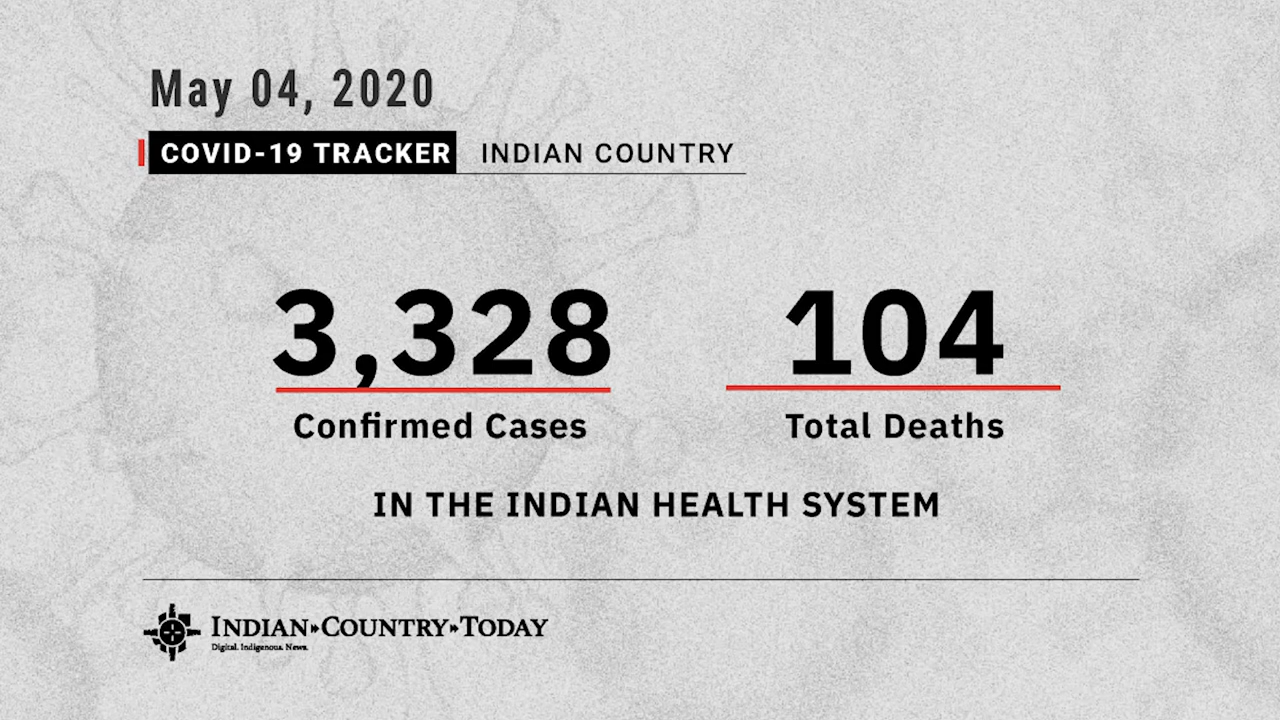 May 04, 2020
COVID-19 TRACKER INDIAN COUNTRY
3,328 104
Confirmed Cases Total Deaths
IN THE INDIAN HEALTH SYSTEM
INDIAN COUNTRY TODAY
Digital. Indigenous. News.